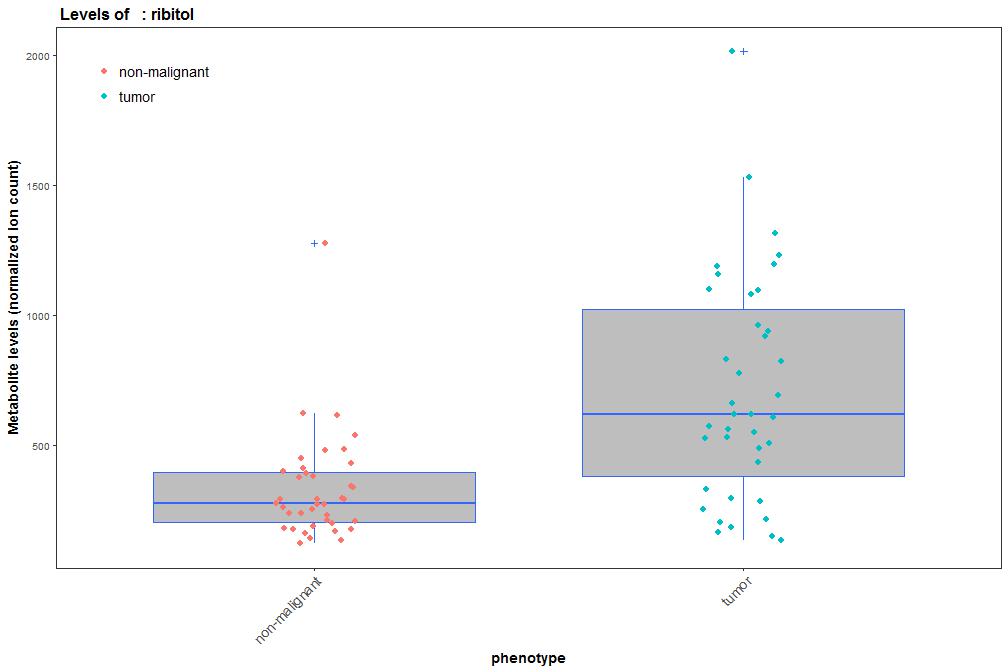 Levels of   : ribitol
non-malignant
tumor
Metabolite levels (normalized ion count)
2000
1500
1000
500
non-malignant
tumor
phenotype